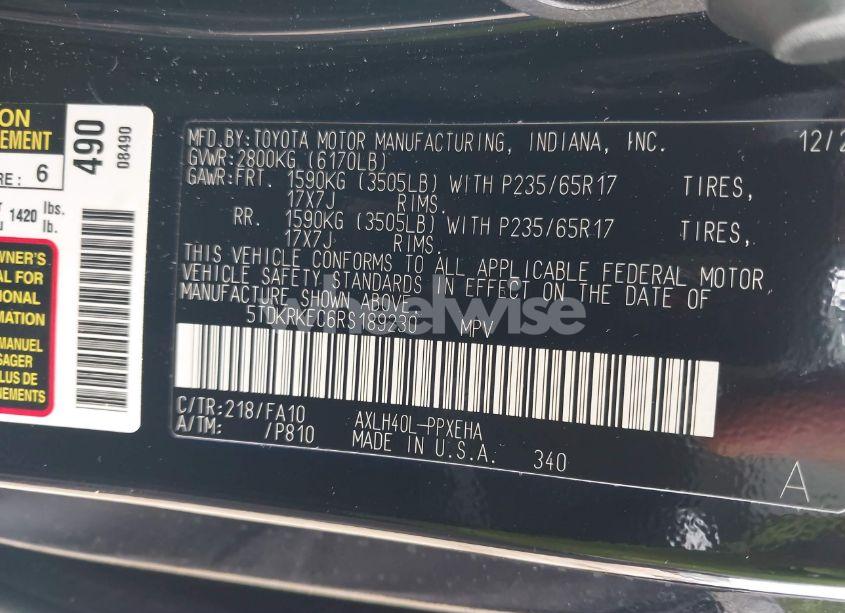 ON
EMENT
RE: 6
1420 lbs.
lb.
WNER'S
AL FOR
IONAL
MATION
MANUEL
SAGER
LUS DE
NEMENTS
490
08490
MFD. BY: TOYOTA MOTOR MANUFACTURING, INDIANA, INC. 12/2
GVWR: 2800KG (6170LB)
GAWR: FRT. 1590KG (3505LB) WITH P235/65R17 TIRES,
17X7J RIMS,
RR. 1590KG (3505LB) WITH P235/65R17 TIRES,
17X7J RIMS,
THIS VEHICLE CONFORMS TO ALL APPLICABLE FEDERAL MOTOR
VEHICLE SAFETY STANDARDS IN EFFECT ON THE DATE OF
MANUFACTURE SHOWN ABOVE.
5TDKRKEC6RS189230 MPV
wheelwise
C/TR: 218/FA10 AXLH40L-PPXEHA
A/TM: /P810 MADE IN U.S.A. 340
A